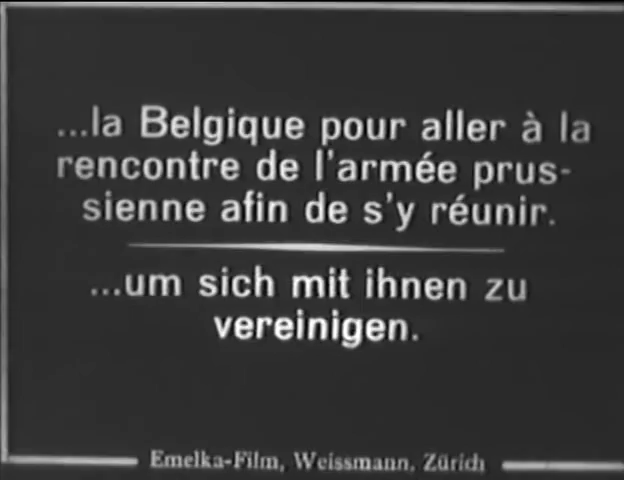 ...la Belgique pour aller à la
rencontre de l'armée prus-
sienne afin de s'y réunir.
...um sich mit ihnen zu
vereinigen.
Emelka-Film, Weissmann, Zürich